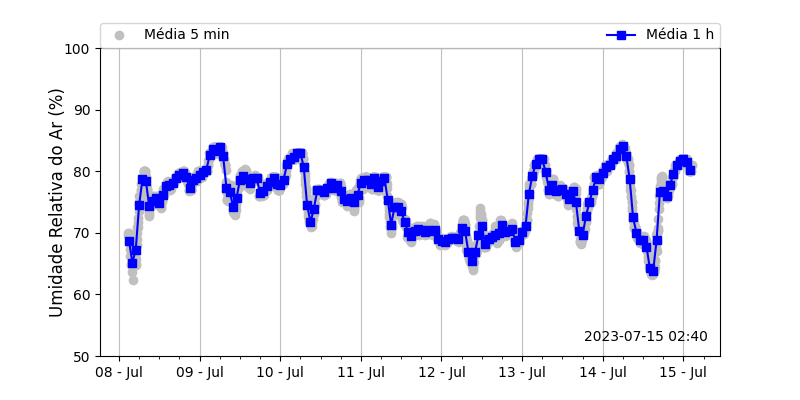 Média 5 min
Média 1 h
100
90
80
70
60
50
Umidade Relativa do Ar (%)
2023-07-15 02:40
08 - Jul
09 - Jul
10 - Jul
11 - Jul
12 - Jul
13 - Jul
14 - Jul
15 - Jul